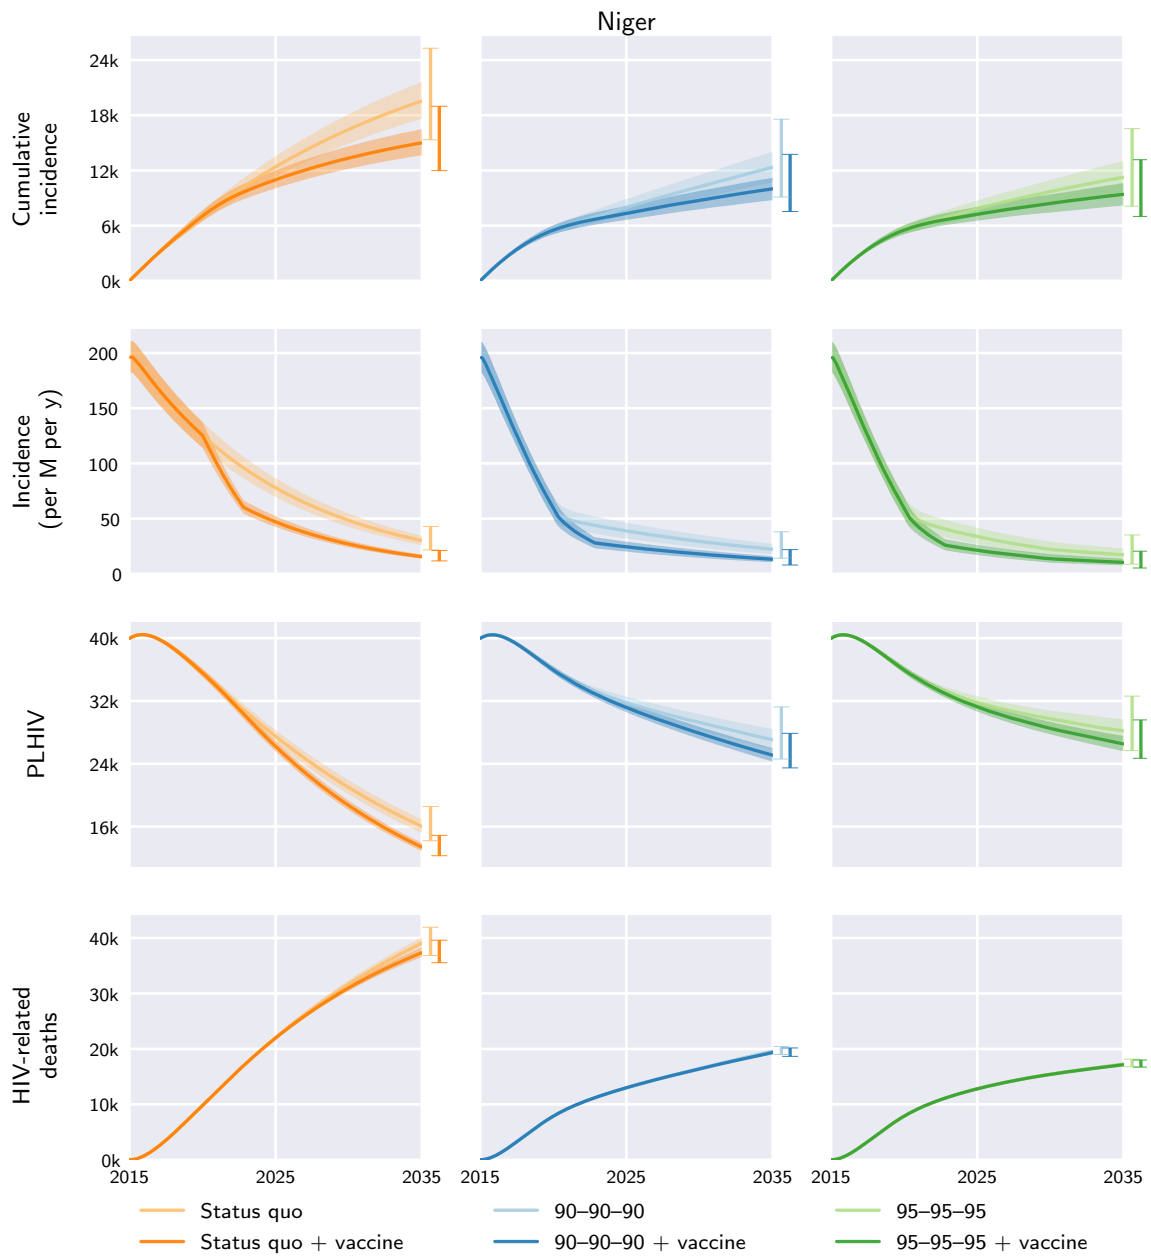 Niger
Cumulative
incidence
24k
18k
12k
6k
0k
Incidence
(per M per y)
200
150
100
50
0
PLHIV
40k
32k
24k
16k
HIV-related
deaths
40k
30k
20k
10k
0k
2015 2025 2035 2015 2025 2035 2015 2025 2035
Status quo 90–90–90 95–95–95
Status quo + vaccine 90–90–90 + vaccine 95–95–95 + vaccine